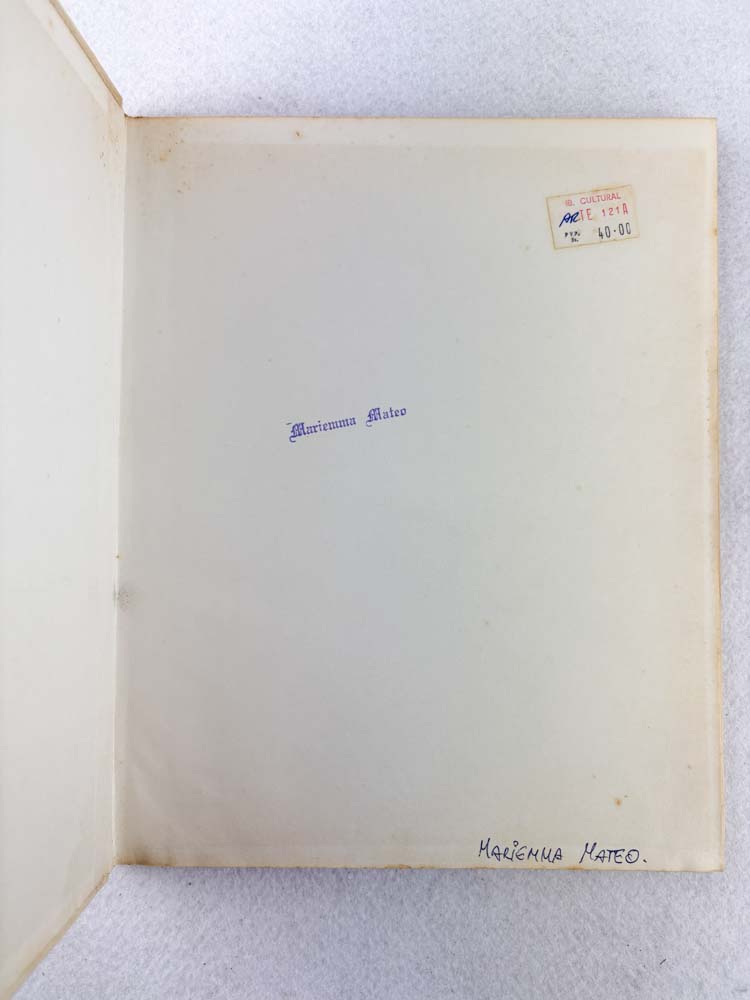 IB. CULTURAL
ARTE 121A
P.V.P. 40-00
Mariemma Mateo
MARIEMMA MATEO.